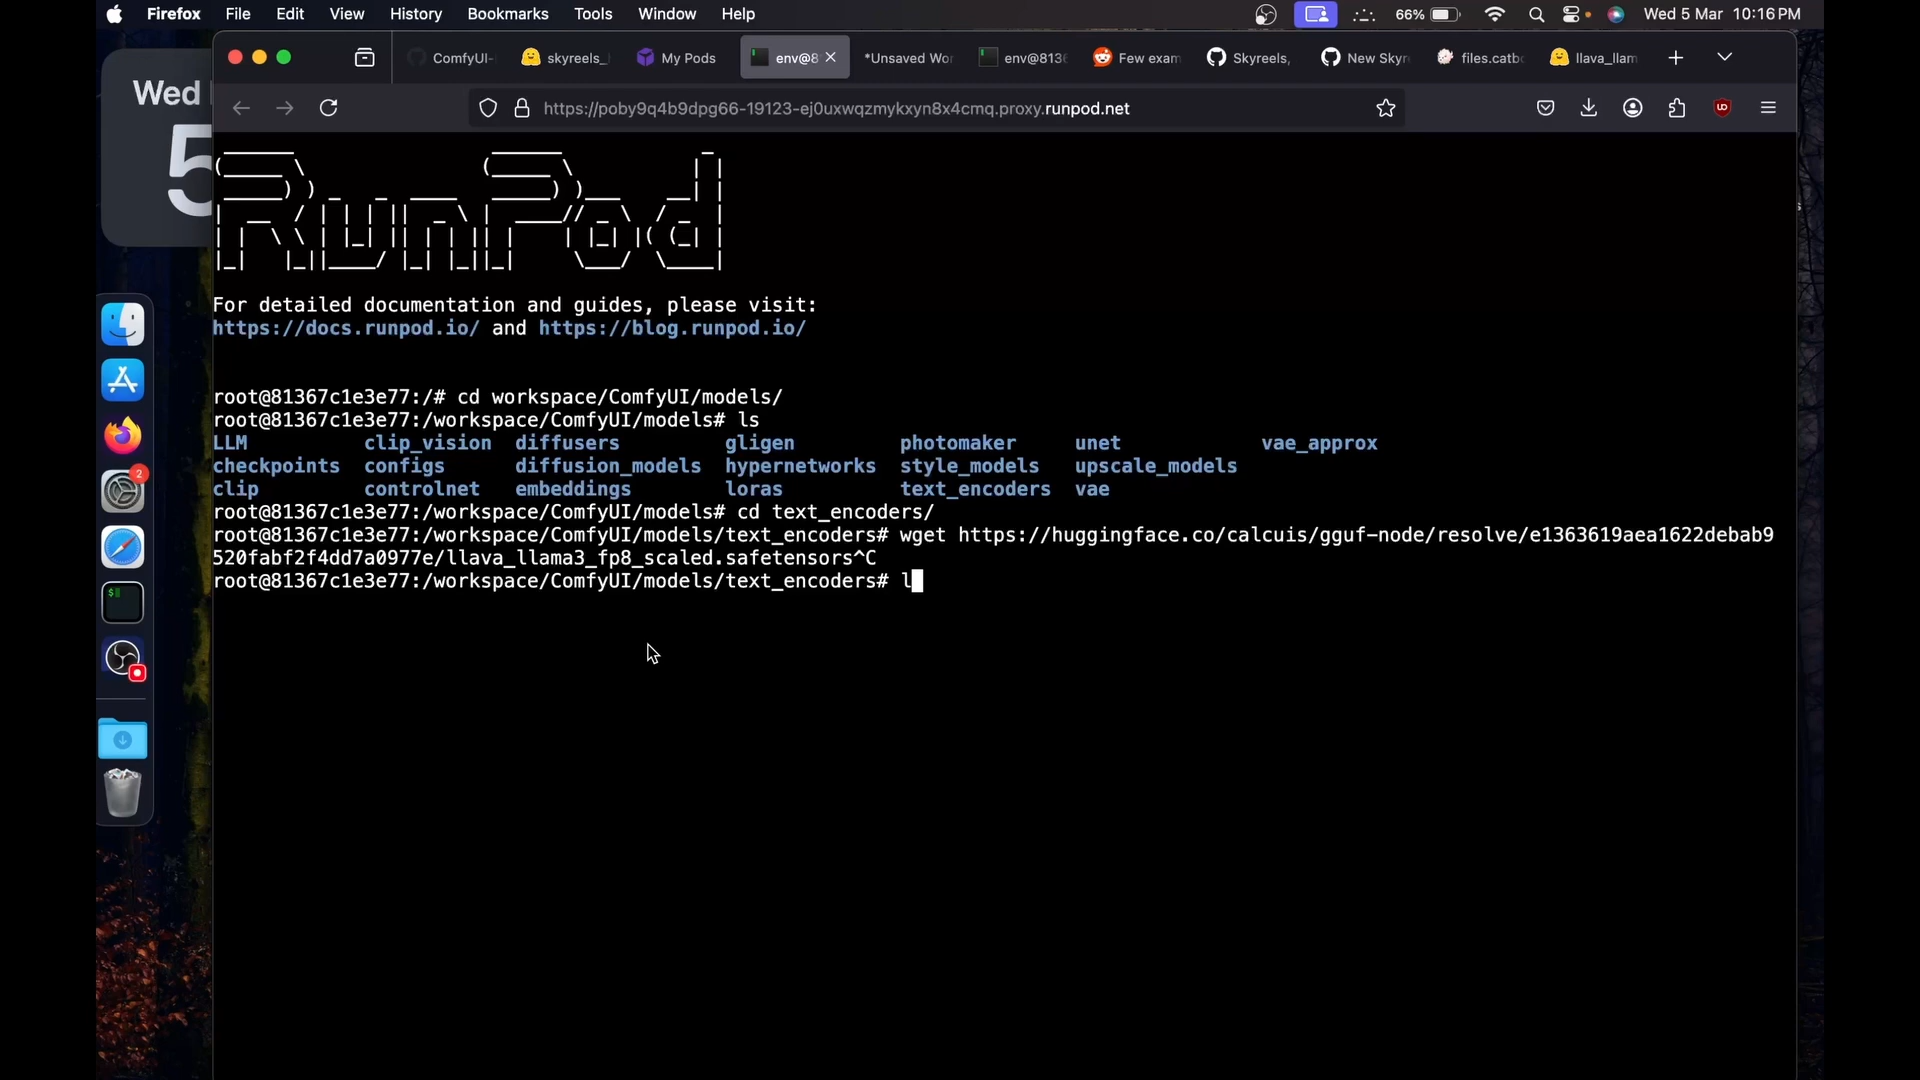 Firefox File Edit View History Bookmarks Tools Window Help 66% Wed 5 Mar 10:16 PM
Wed
5
2
ComfyUI- skyreels_ My Pods env@8 *Unsaved Wor env@8136 Few exam Skyreels, New Skyr files.catb llava_llam
https://poby9q4b9dpg66-19123-ej0uxwqzmykxyn8x4cmq.proxy.runpod.net
RunPod
For detailed documentation and guides, please visit:
https://docs.runpod.io/ and https://blog.runpod.io/
root@81367c1e3e77:/# cd workspace/ComfyUI/models/
root@81367c1e3e77:/workspace/ComfyUI/models# ls
LLM clip_vision diffusers gligen photomaker unet vae_approx
checkpoints configs diffusion_models hypernetworks style_models upscale_models
clip controlnet embeddings loras text_encoders vae
root@81367c1e3e77:/workspace/ComfyUI/models# cd text_encoders/
root@81367c1e3e77:/workspace/ComfyUI/models/text_encoders# wget https://huggingface.co/calcuis/gguf-node/resolve/e1363619aea1622debab9
520fabf2f4dd7a0977e/llava_llama3_fp8_scaled.safetensors^C
root@81367c1e3e77:/workspace/ComfyUI/models/text_encoders# l